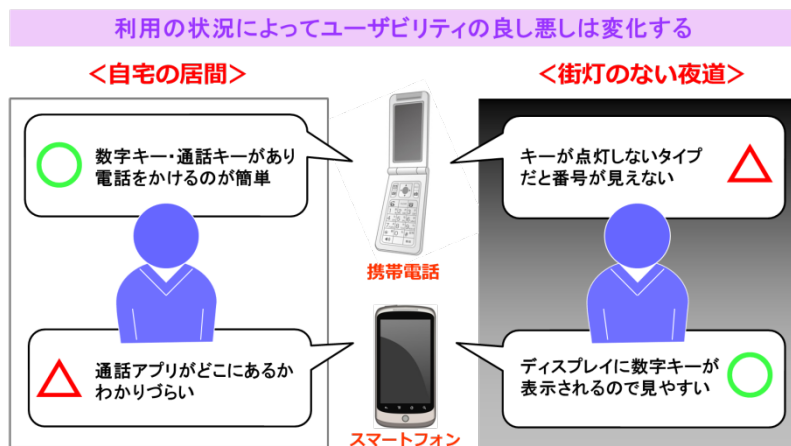 利用の状況によってユーザビリティの良し悪しは変化する
＜自宅の居間＞
＜街灯のない夜道＞
数字キー・通話キーがあり
電話をかけるのが簡単
キーが点灯しないタイプ
だと番号が見えない
携帯電話
通話アプリがどこにあるか
わかりづらい
ディスプレイに数字キーが
表示されるので見やすい
スマートフォン